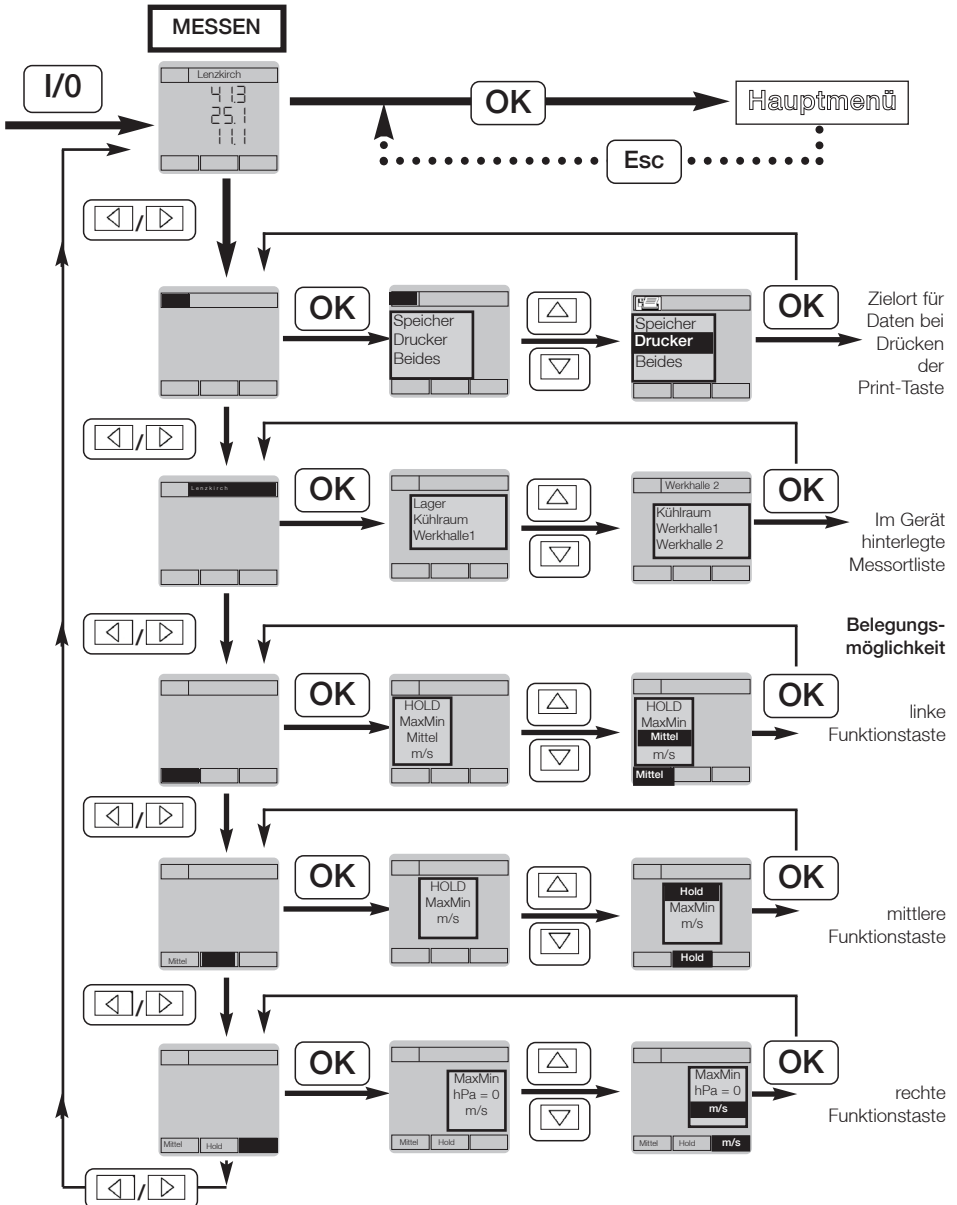 MESSEN
I/0
Lenzkirch
41.3
25.1
11.1
OK
Hauptmenü
Esc
/
OK
Speicher
Drucker
Beides
Speicher
Drucker
Beides
OK
Zielort für
Daten bei
Drücken
der
Print-Taste
/
Lenzkirch
OK
Lager
Kühlraum
Werkhalle1
Werkhalle 2
Kühlraum
Werkhalle1
Werkhalle 2
OK
Im Gerät
hinterlegte
Messortliste
/
Belegungs-
möglichkeit
OK
HOLD
MaxMin
Mittel
m/s
HOLD
MaxMin
Mittel
m/s
Mittel
OK
linke
Funktionstaste
/
Mittel
OK
HOLD
MaxMin
m/s
Hold
MaxMin
m/s
Hold
OK
mittlere
Funktionstaste
/
Mittel Hold
OK
MaxMin
hPa = 0
m/s
Mittel Hold
MaxMin
hPa = 0
m/s
Mittel Hold m/s
OK
rechte
Funktionstaste
/